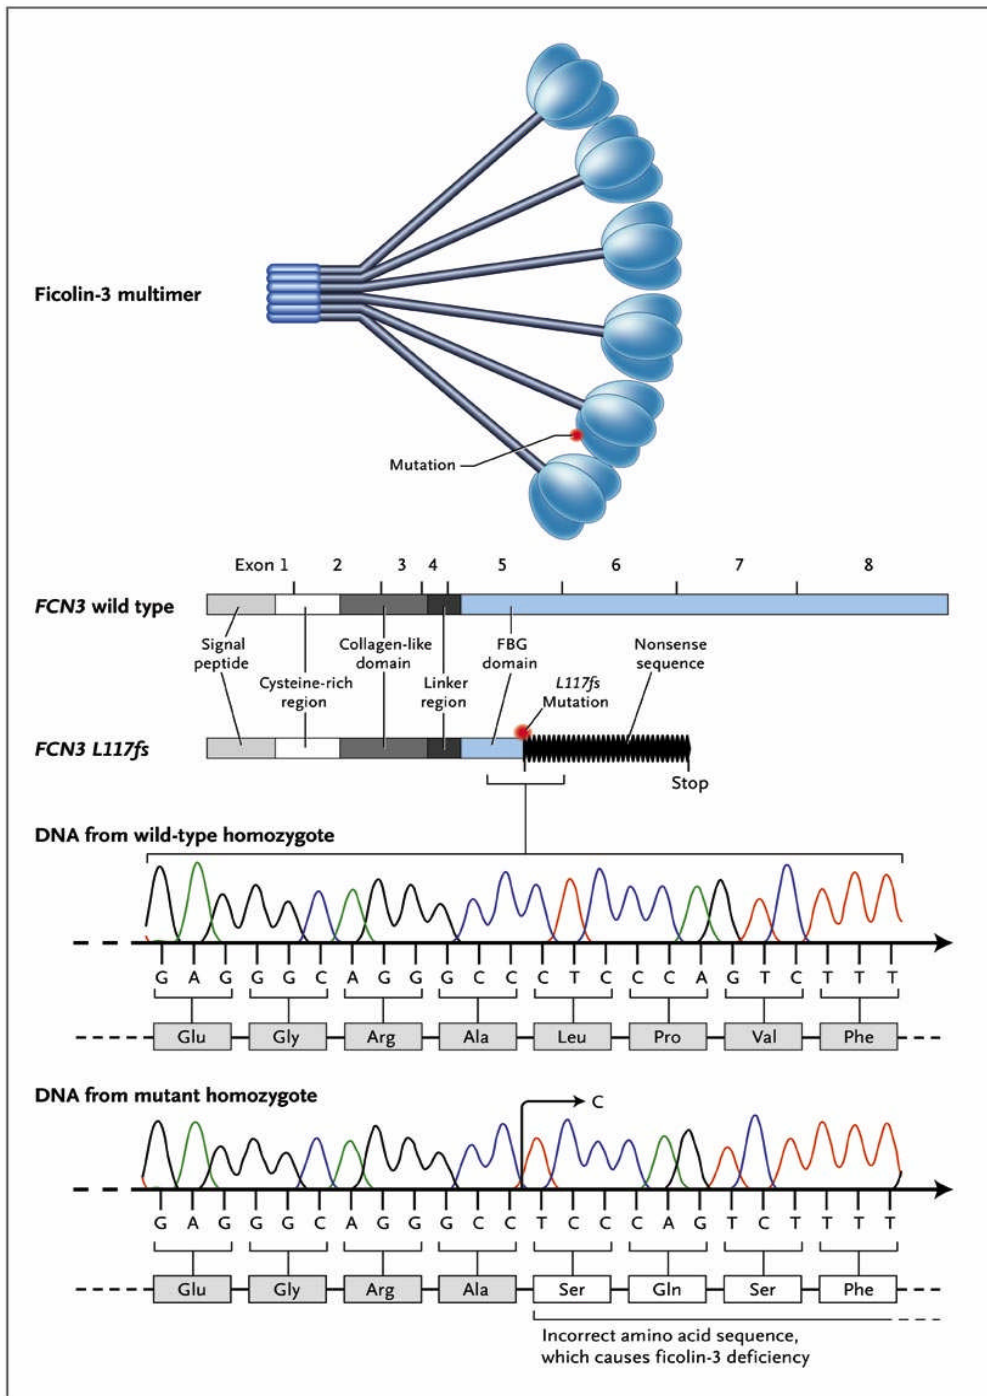 Ficolin-3 multimer
Mutation
Exon 1 2 3 4 5 6 7 8
FCN3 wild type
Signal
peptide
Cysteine-rich
region
Collagen-like
domain
Linker
region
FBG
domain
L117fs
Mutation
Nonsense
sequence
FCN3 L117fs
Stop
DNA from wild-type homozygote
G A G G G C A G G G C C C T C C C A G T C T T T
Glu Gly Arg Ala Leu Pro Val Phe
DNA from mutant homozygote
C
G A G G G C A G G G C C T C C C A G T C T T T T
Glu Gly Arg Ala Ser Gln Ser Phe
Incorrect amino acid sequence,
which causes ficolin-3 deficiency